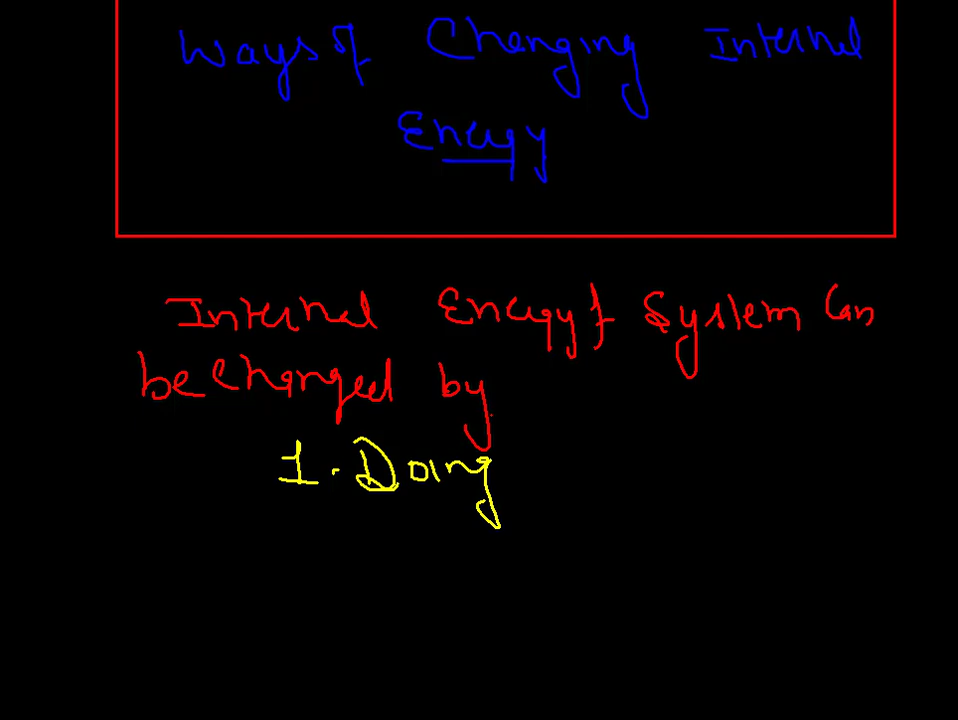 Ways of Changing Internal
Energy
Internal Energy of System Can
be changed by
1. Doing